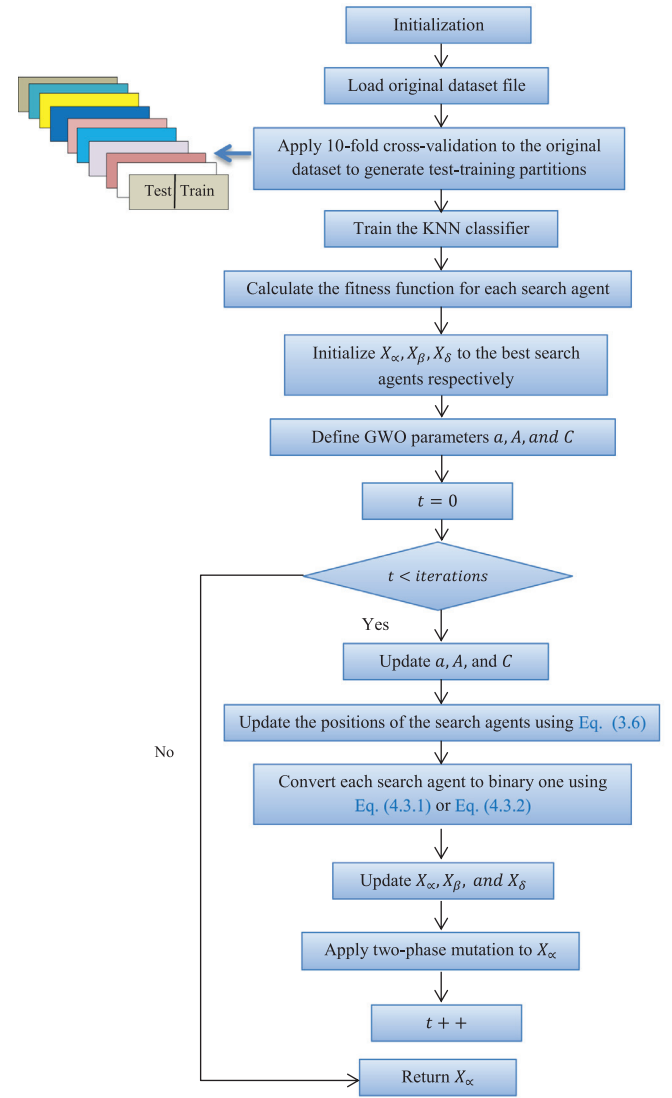 Initialization
Load original dataset file
Apply 10-fold cross-validation to the original
dataset to generate test-training partitions
Test Train
Train the KNN classifier
Calculate the fitness function for each search agent
Initialize X∝, Xβ, Xδ to the best search
agents respectively
Define GWO parameters a, A, and C
t = 0
t < iterations
Yes
Update a, A, and C
Update the positions of the search agents using Eq. (3.6)
No
Convert each search agent to binary one using
Eq. (4.3.1) or Eq. (4.3.2)
Update X∝, Xβ, and Xδ
Apply two-phase mutation to X∝
t + +
Return X∝